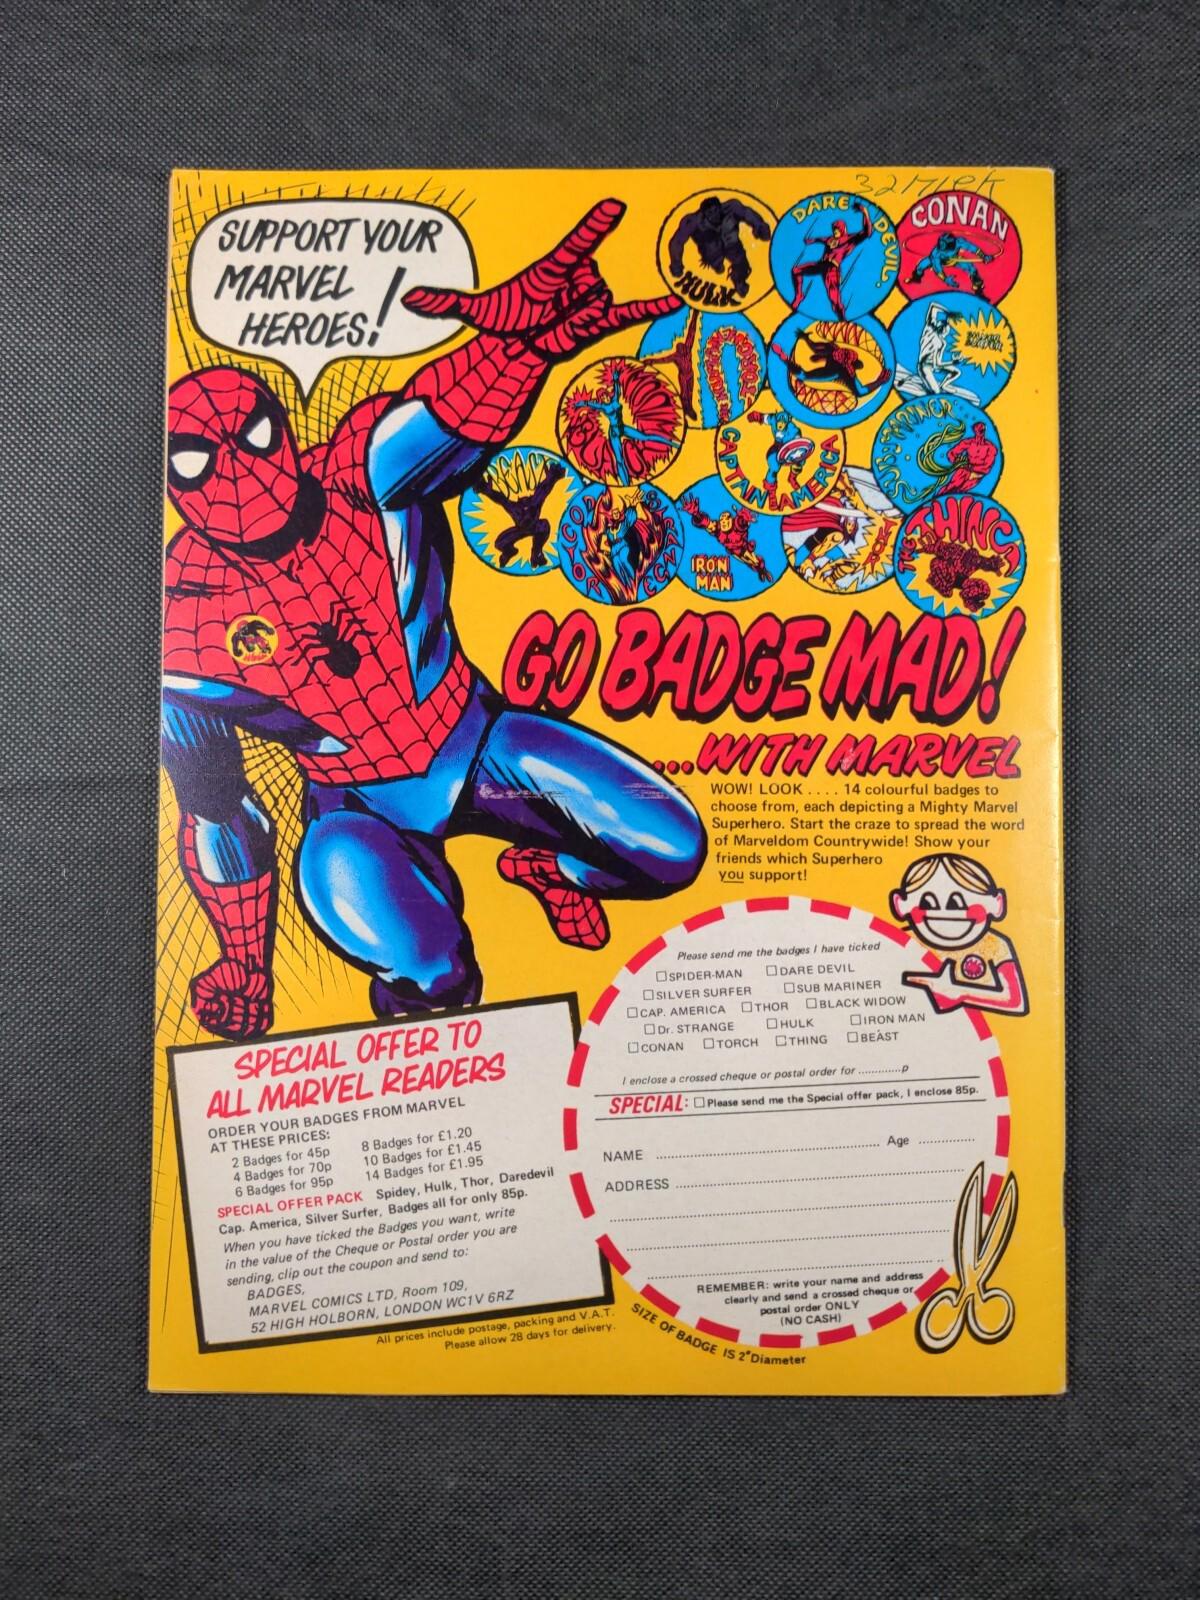 SUPPORT YOUR
MARVEL
HEROES!
HULK
DARE DEVIL
CONAN
CAPTAIN AMERICA
DOCTOR STRANGE
IRON MAN
THOR
THE THING
GO BADGE MAD!
...WITH MARVEL
WOW! LOOK .... 14 colourful badges to
choose from, each depicting a Mighty Marvel
Superhero. Start the craze to spread the word
of Marveldom Countrywide! Show your
friends which Superhero
you support!
Please send me the badges I have ticked
SPIDER-MAN DARE DEVIL
SILVER SURFER SUB MARINER
CAP. AMERICA THOR BLACK WIDOW
Dr. STRANGE HULK IRON MAN
CONAN TORCH THING BEAST
I enclose a crossed cheque or postal order for ............p
SPECIAL: Please send me the Special offer pack, I enclose 85p.
NAME Age
ADDRESS
REMEMBER: write your name and address
clearly and send a crossed cheque or
postal order ONLY
(NO CASH)
SIZE OF BADGE IS 2" Diameter
SPECIAL OFFER TO
ALL MARVEL READERS
ORDER YOUR BADGES FROM MARVEL
AT THESE PRICES:
2 Badges for 45p 8 Badges for £1.20
4 Badges for 70p 10 Badges for £1.45
6 Badges for 95p 14 Badges for £1.95
SPECIAL OFFER PACK Spidey, Hulk, Thor, Daredevil
Cap. America, Silver Surfer, Badges all for only 85p.
When you have ticked the Badges you want, write
in the value of the Cheque or Postal order you are
sending, clip out the coupon and send to:
BADGES,
MARVEL COMICS LTD, Room 109,
52 HIGH HOLBORN, LONDON WC1V 6RZ
All prices include postage, packing and V.A.T.
Please allow 28 days for delivery.